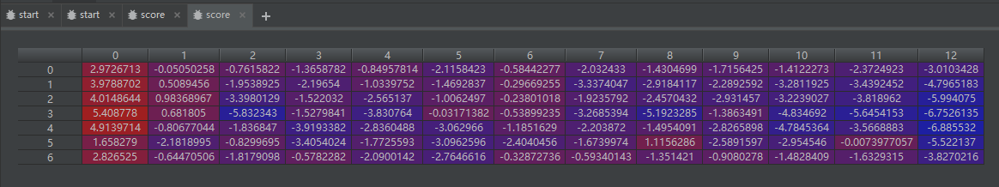 start × start × score × score × +
0 1 2 3 4 5 6 7 8 9 10 11 12
0 2.9726713 -0.05050258 -0.7615822 -1.3658782 -0.84957814 -2.1158423 -0.58442277 -2.032433 -1.4304699 -1.7156425 -1.4122273 -2.3724923 -3.0103428
1 3.9788702 0.5089456 -1.9538925 -2.19654 -1.0339752 -1.4692837 -0.29669255 -3.3374047 -2.9184117 -2.2892592 -3.2811925 -3.4392452 -4.7965183
2 4.0148644 0.98368967 -3.3980129 -1.522032 -2.565137 -1.0062497 -0.23801018 -1.9235792 -2.4570432 -2.931457 -3.2239027 -3.818962 -5.994075
3 5.408778 0.681805 -5.832343 -1.5279841 -3.830764 -0.03171382 -0.53899235 -3.2685394 -5.1923285 -1.3863491 -4.834692 -5.6454153 -6.7526135
4 4.9139714 -0.80677044 -1.836847 -3.9193382 -2.8360488 -3.062966 -1.1851629 -2.203872 -1.4954091 -2.8265898 -4.7845364 -3.5668883 -6.885532
5 1.658279 -2.1818995 -0.8299695 -3.4054024 -1.7725593 -3.0962596 -2.4040456 -1.6739974 1.1156286 -2.5891597 -2.954546 -0.0073977057 -5.522137
6 2.826525 -0.64470506 -1.8179098 -0.5782282 -2.0900142 -2.7646616 -0.32872736 -0.59340143 -1.351421 -0.9080278 -1.4828409 -1.6329315 -3.8270216